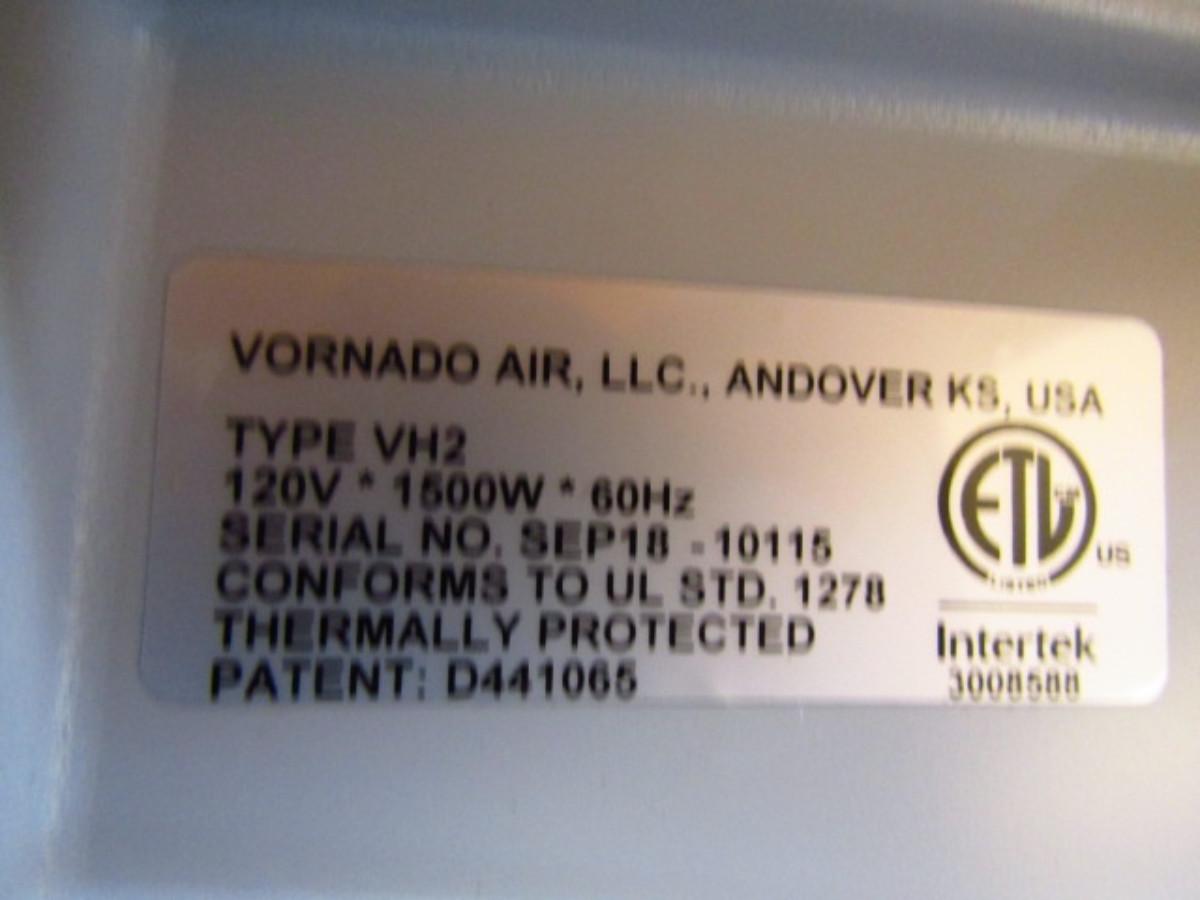 VORNADO AIR, LLC., ANDOVER KS, USA
TYPE VH2
120V * 1500W * 60Hz
SERIAL NO. SEP18 - 10115
CONFORMS TO UL STD. 1278
THERMALLY PROTECTED
PATENT: D441065
ETL
US
LISTED
Intertek
3008588